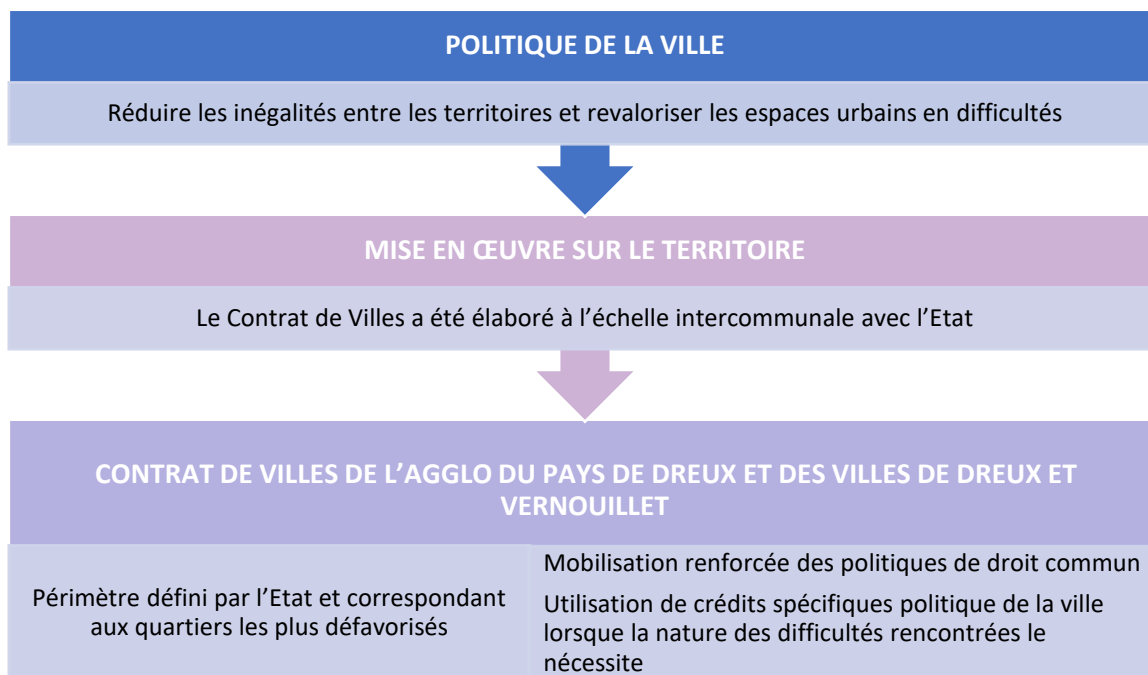 POLITIQUE DE LA VILLE
Réduire les inégalités entre les territoires et revaloriser les espaces urbains en difficultés
MISE EN ŒUVRE SUR LE TERRITOIRE
Le Contrat de Villes a été élaboré à l’échelle intercommunale avec l’Etat
CONTRAT DE VILLES DE L’AGGLO DU PAYS DE DREUX ET DES VILLES DE DREUX ET
VERNOUILLET
Périmètre défini par l’Etat et correspondant
aux quartiers les plus défavorisés
Mobilisation renforcée des politiques de droit commun
Utilisation de crédits spécifiques politique de la ville
lorsque la nature des difficultés rencontrées le
nécessite